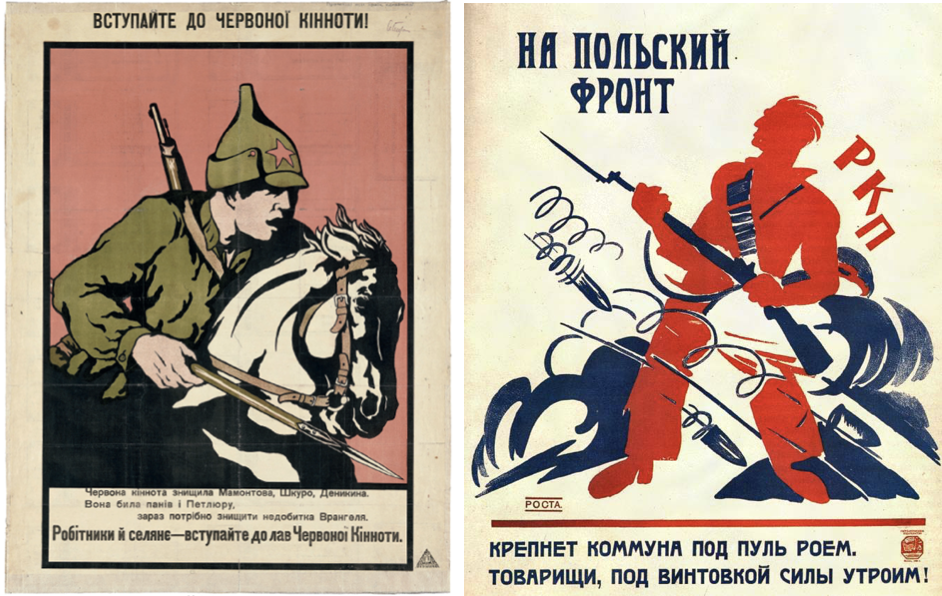 ВСТУПАЙТЕ ДО ЧЕРВОНОЇ КІННОТИ!
Червона кіннота знищила Мамонтова, Шкуро, Деникина.
Вона била панів і Петлюру,
зараз потрібно знищити недобитка Врангеля.
Робітники й селяне—вступайте до лав Червоної Кінноти.
НА ПОЛЬСКИЙ
ФРОНТ
РКП
РОСТА.
КРЕПНЕТ КОММУНА ПОД ПУЛЬ РОЕМ.
ТОВАРИЩИ, ПОД ВИНТОВКОЙ СИЛЫ УТРОИМ!